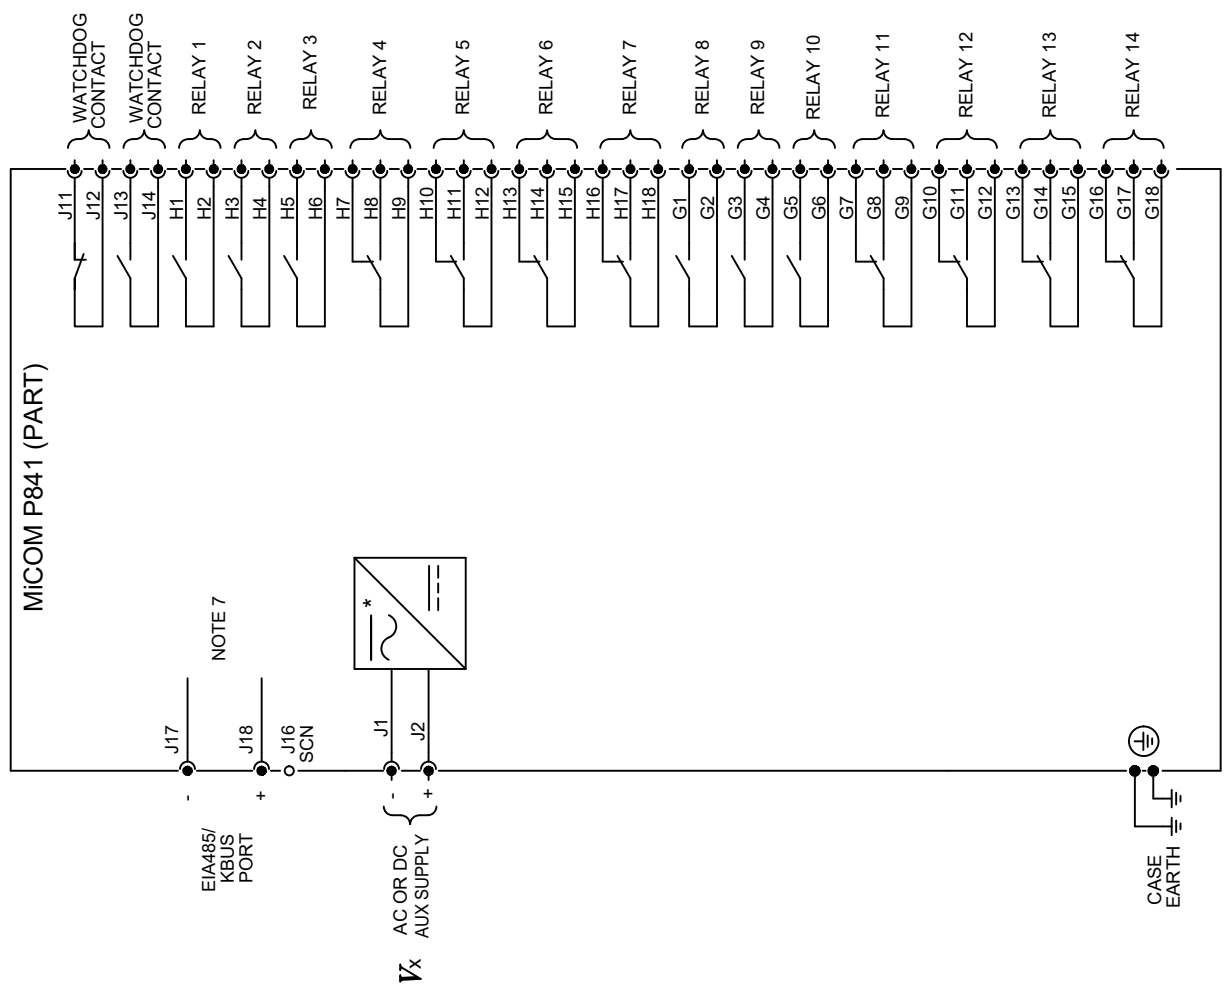 WATCHDOG
CONTACT
WATCHDOG
CONTACT
RELAY 1
RELAY 2
RELAY 3
RELAY 4
RELAY 5
RELAY 6
RELAY 7
RELAY 8
RELAY 9
RELAY 10
RELAY 11
RELAY 12
RELAY 13
RELAY 14
J11
J12
J13
J14
H1
H2
H3
H4
H5
H6
H7
H8
H9
H10
H11
H12
H13
H14
H15
H16
H17
H18
G1
G2
G3
G4
G5
G6
G7
G8
G9
G10
G11
G12
G13
G14
G15
G16
G17
G18
MiCOM P841 (PART)
NOTE 7
*
J17
J18
J16
SCN
J1
J2
-
+
-
+
EIA485/
KBUS
PORT
AC OR DC
AUX SUPPLY
Vx
CASE
EARTH